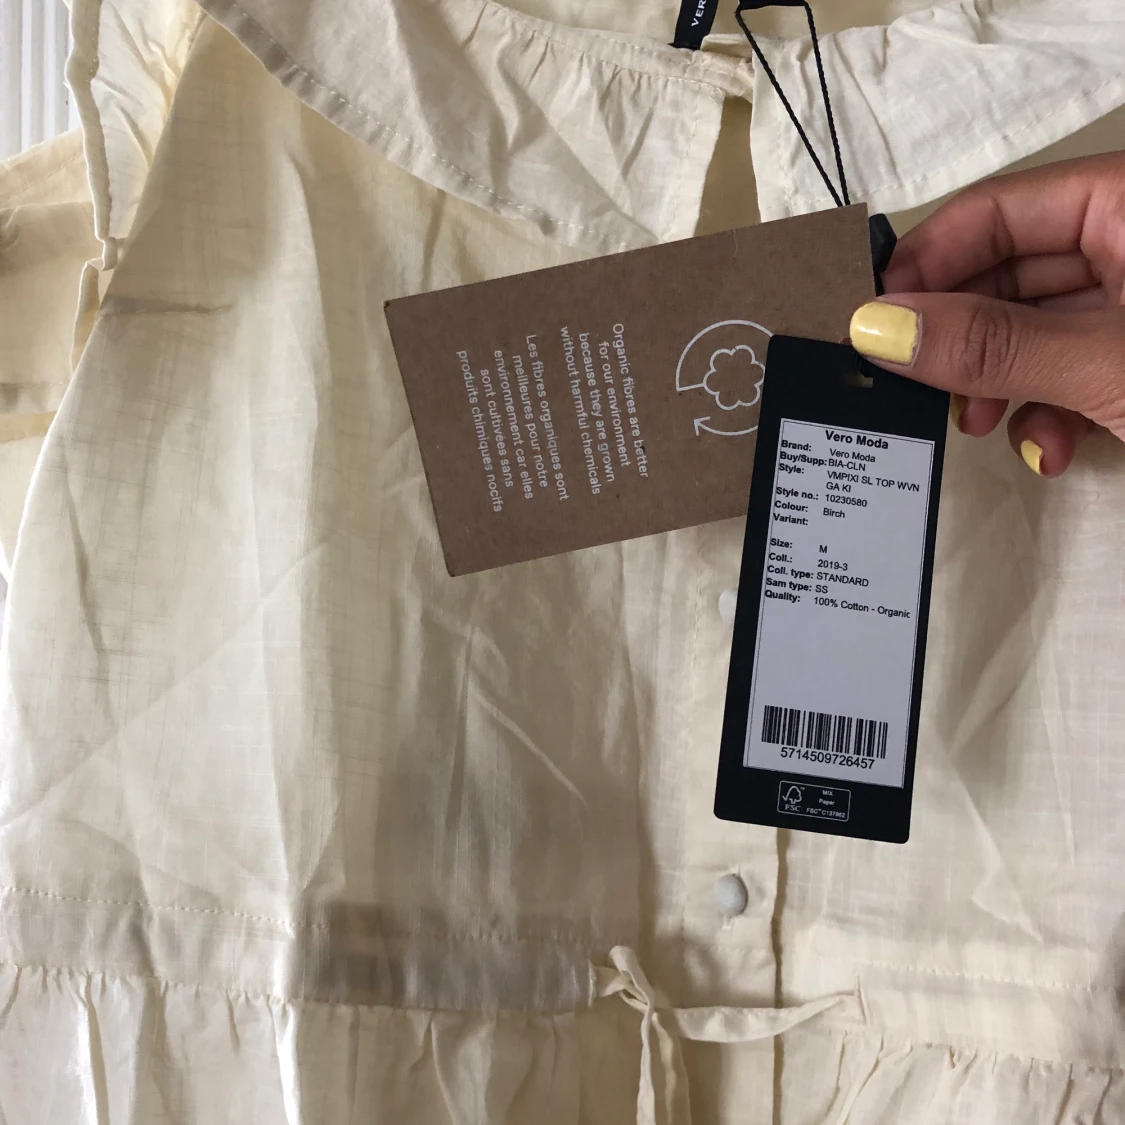 VER
Organic fibres are better
for our environment
because they are grown
without harmful chemicals
Les fibres organiques sont
meilleures pour notre
environnement car elles
sont cultivées sans
produits chimiques nocifs
Vero Moda
Brand: Vero Moda
Buy/Supp: BIA-CLN
Style: VMPIXI SL TOP WVN
GA KI
Style no.: 10230580
Colour: Birch
Variant:
Size: M
Coll.: 2019-3
Coll. type: STANDARD
Sam type: SS
Quality: 100% Cotton - Organic
5714509726457
FSC
MIX
Paper
FSC™ C137962